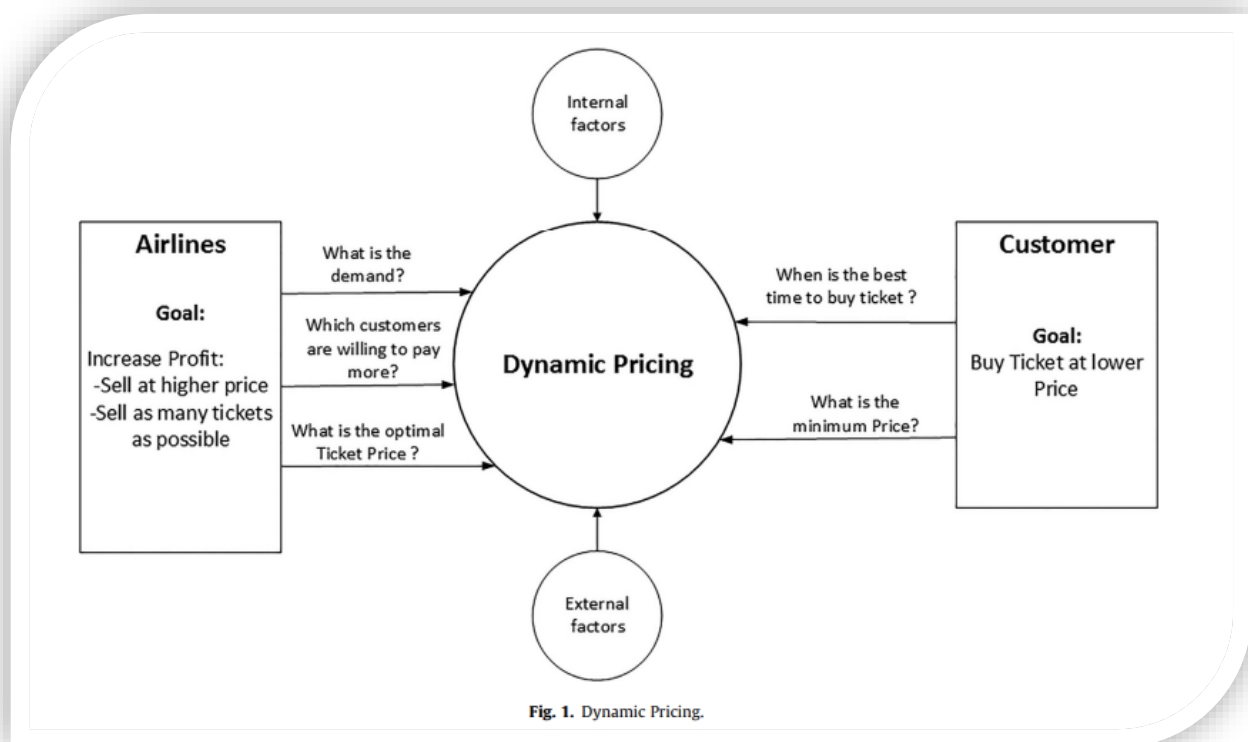 Internal
factors
Airlines
Goal:
Increase Profit:
-Sell at higher price
-Sell as many tickets
as possible
What is the
demand?
Which customers
are willing to pay
more?
What is the optimal
Ticket Price ?
Dynamic Pricing
When is the best
time to buy ticket ?
What is the
minimum Price?
Customer
Goal:
Buy Ticket at lower
Price
External
factors
Fig. 1. Dynamic Pricing.